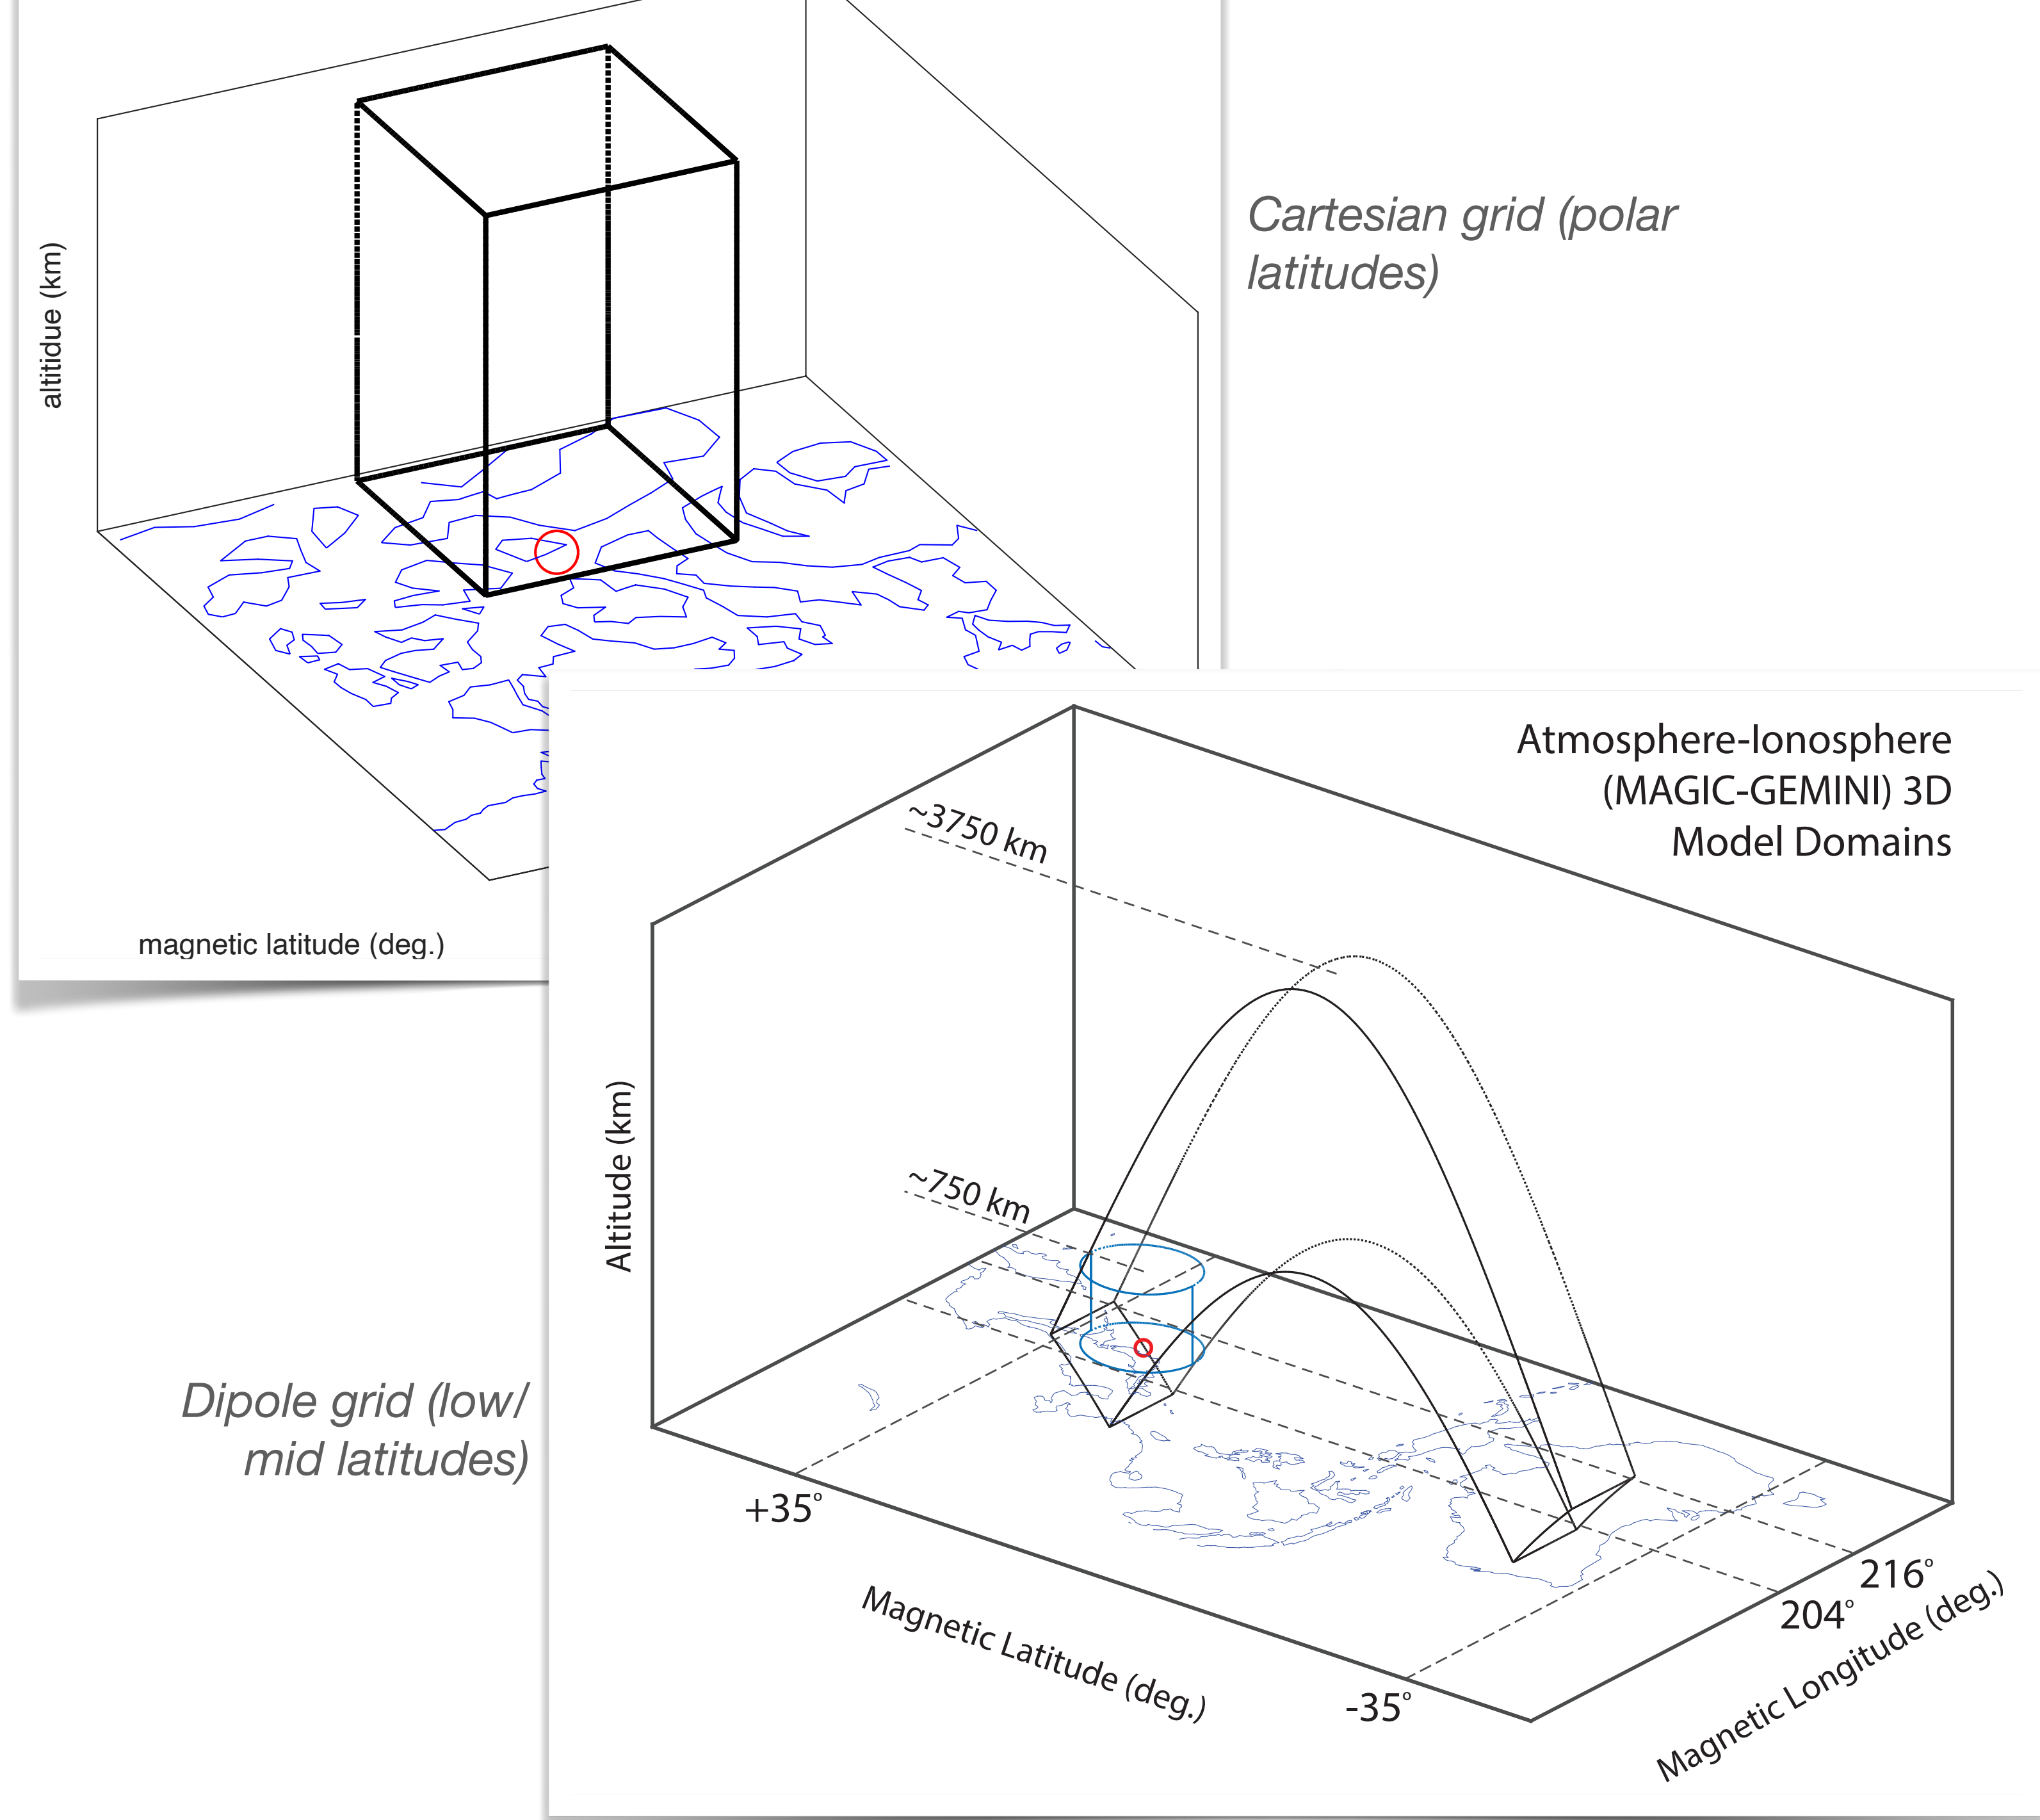 altitidue (km)
Cartesian grid (polar
latitudes)
magnetic latitude (deg.)
Atmosphere-Ionosphere
(MAGIC-GEMINI) 3D
Model Domains
~3750 km
Altitude (km)
~750 km
Dipole grid (low/
mid latitudes)
+35°
216°
204°
Magnetic Latitude (deg.)
-35°
Magnetic Longitude (deg.)